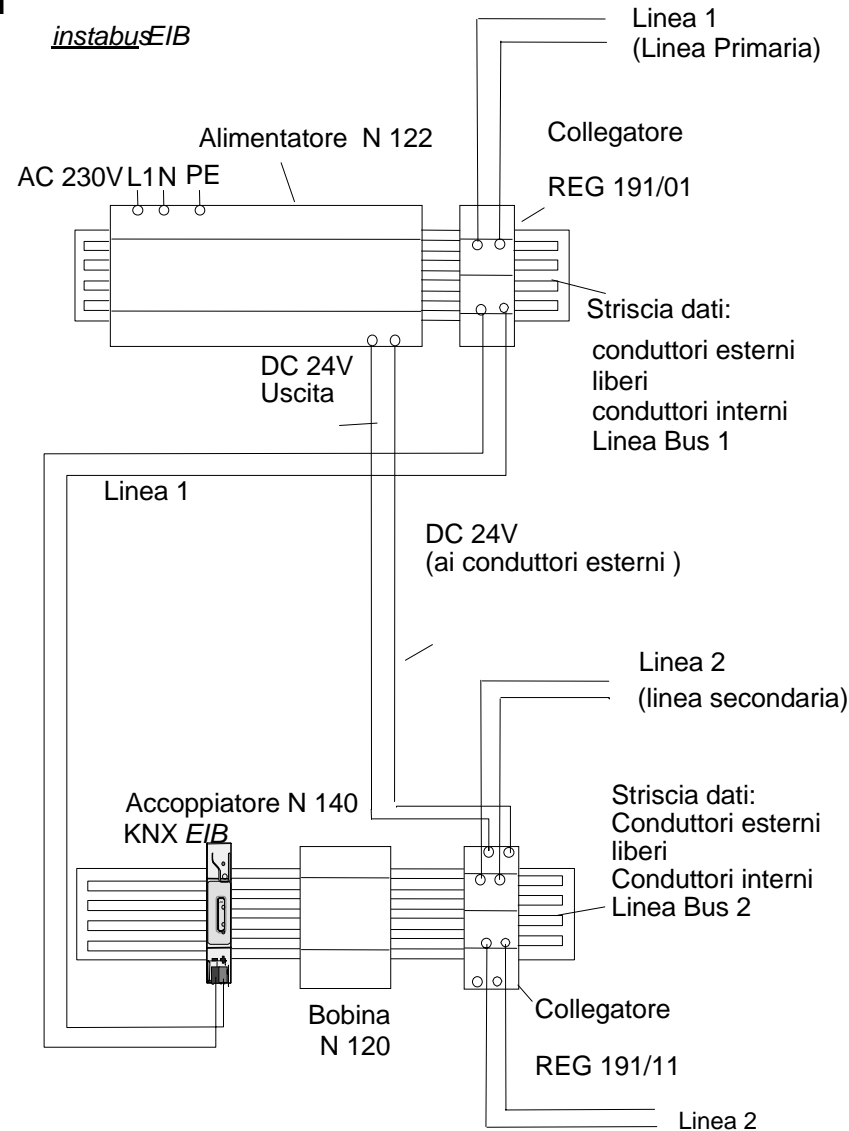 instabusEIB
Linea 1
(Linea Primaria)
Alimentatore N 122
Collegatore
AC 230V L1 N PE
REG 191/01
Striscia dati:
conduttori esterni
liberi
conduttori interni
Linea Bus 1
DC 24V
Uscita
Linea 1
DC 24V
(ai conduttori esterni )
Linea 2
(linea secondaria)
Accoppiatore N 140
KNX EIB
Striscia dati:
Conduttori esterni
liberi
Conduttori interni
Linea Bus 2
Bobina
N 120
Collegatore
REG 191/11
Linea 2